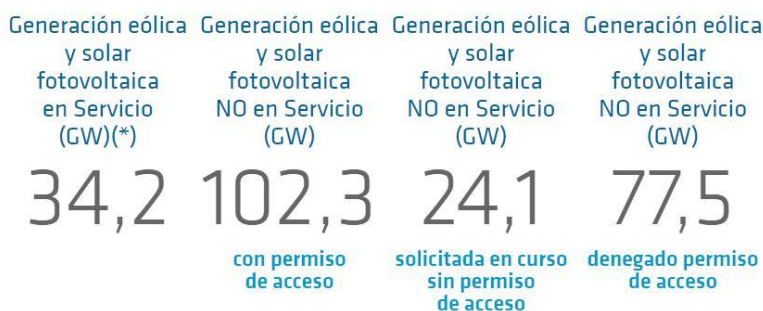 Generación eólica
y solar
fotovoltaica
en Servicio
(GW)(*)
34,2
Generación eólica
y solar
fotovoltaica
NO en Servicio
(GW)
102,3
con permiso
de acceso
Generación eólica
y solar
fotovoltaica
NO en Servicio
(GW)
24,1
solicitada en curso
sin permiso
de acceso
Generación eólica
y solar
fotovoltaica
NO en Servicio
(GW)
77,5
denegado permiso
de acceso